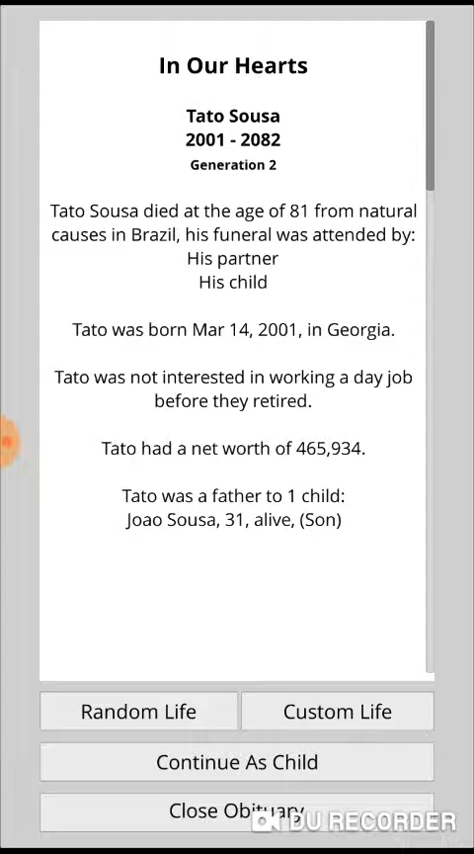 In Our Hearts
Tato Sousa
2001 - 2082
Generation 2
Tato Sousa died at the age of 81 from natural
causes in Brazil, his funeral was attended by:
His partner
His child
Tato was born Mar 14, 2001, in Georgia.
Tato was not interested in working a day job
before they retired.
Tato had a net worth of 465,934.
Tato was a father to 1 child:
Joao Sousa, 31, alive, (Son)
Random Life
Custom Life
Continue As Child
Close Obituary
DU RECORDER